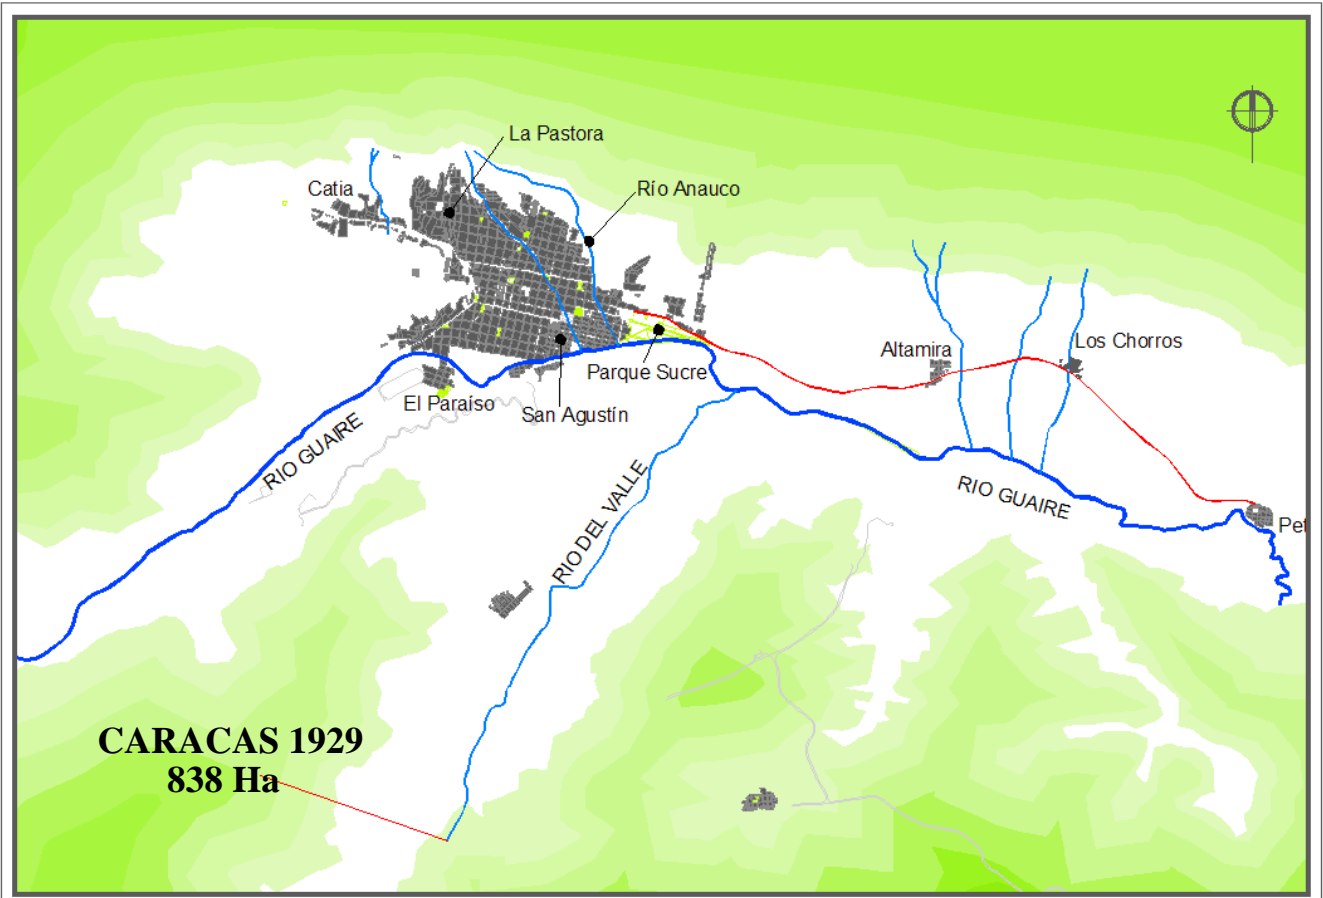 La Pastora
Catia
Río Anauco
Altamira
Los Chorros
Parque Sucre
El Paraíso
San Agustín
RIO GUAIRE
RIO DEL VALLE
RIO GUAIRE
Pet
CARACAS 1929
838 Ha